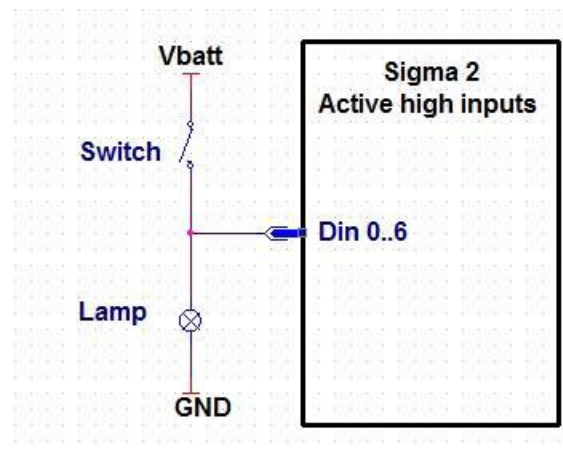 Vbatt
Sigma 2
Active high inputs
Switch
Din 0..6
Lamp
GND